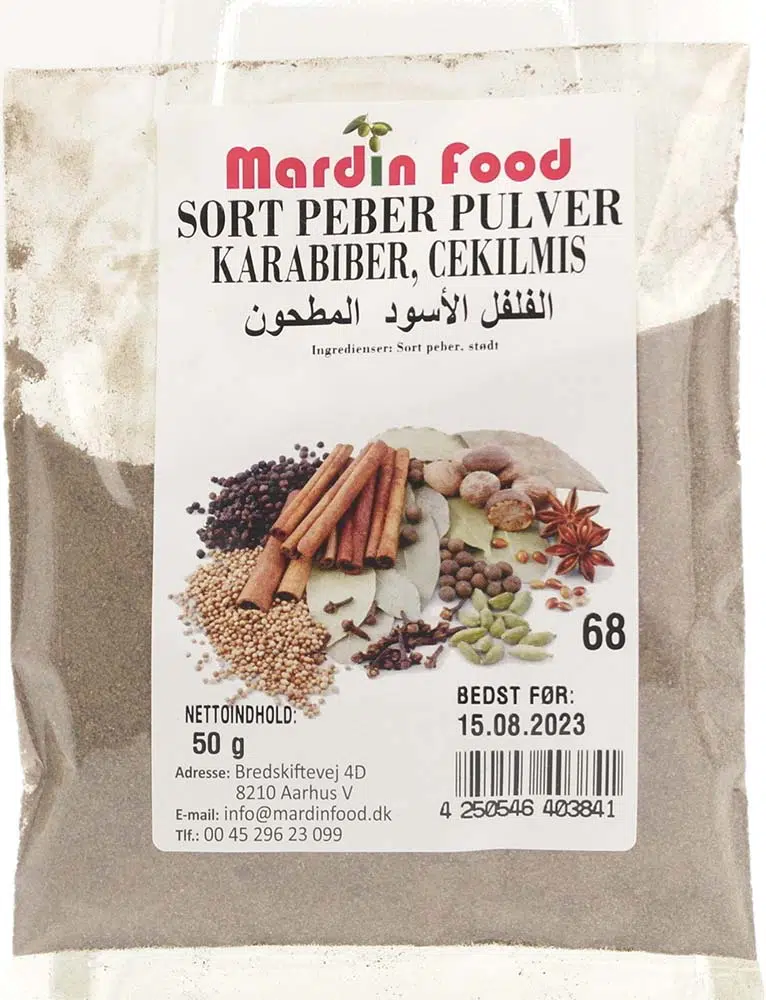 Mardin Food
SORT PEBER PULVER
KARABIBER, CEKILMIS
الفلفل الأسود المطحون
Ingredienser: Sort peber. stødt
68
NETTOINDHOLD:
50 g
BEDST FØR:
15.08.2023
Adresse: Bredskiftevej 4D
8210 Aarhus V
E-mail: info@mardinfood.dk
Tlf.: 00 45 296 23 099
4 250546 403841